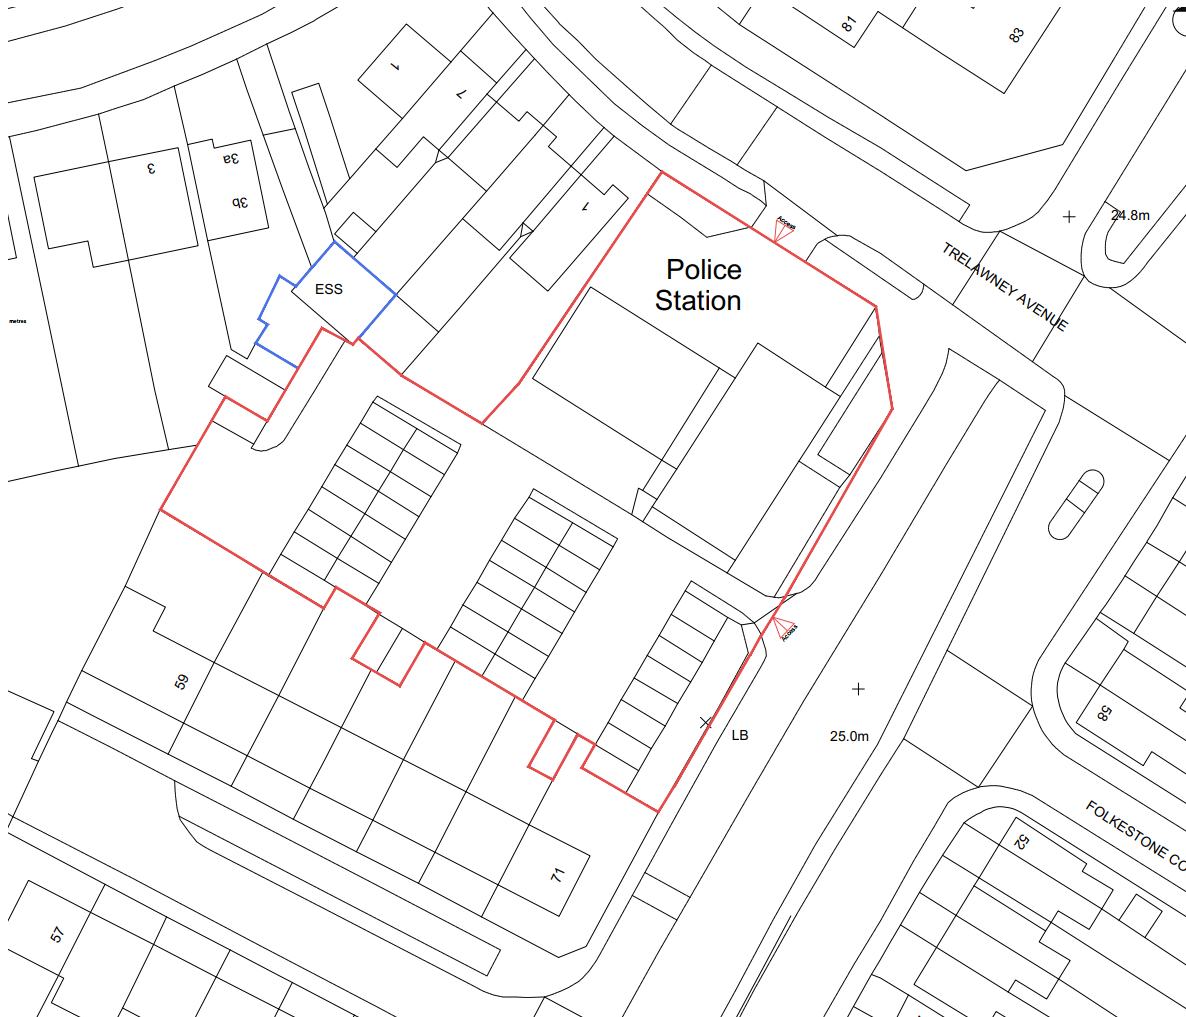 81
83
1
7
3
3a
3b
1
Access
24.8m
TRELAWNEY AVENUE
Police
Station
ESS
metres
Access
59
LB
25.0m
58
FOLKESTONE CO
52
71
57